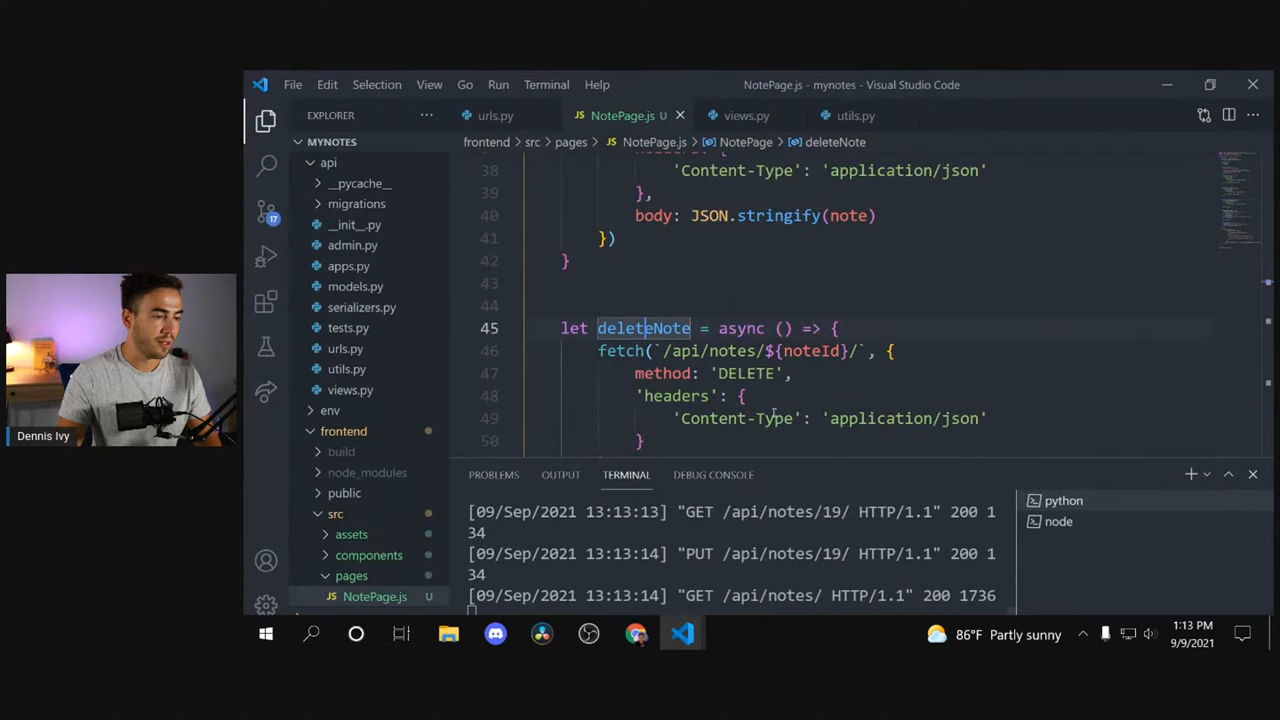 File Edit Selection View Go Run Terminal Help
NotePage.js - mynotes - Visual Studio Code
EXPLORER
urls.py
JS NotePage.js U
views.py
utils.py
MYNOTES
frontend > src > pages > JS NotePage.js > NotePage > deleteNote
api
__pycache__
migrations
__init__.py
admin.py
apps.py
models.py
serializers.py
tests.py
urls.py
utils.py
views.py
env
frontend
build
node_modules
public
src
assets
components
pages
JS NotePage.js U
17
38 'Content-Type': 'application/json'
39 },
40 body: JSON.stringify(note)
41 })
42 }
43
44
45 let deleteNote = async () => {
46 fetch(`/api/notes/${noteId}/`, {
47 method: 'DELETE',
48 'headers': {
49 'Content-Type': 'application/json'
50 }
PROBLEMS OUTPUT TERMINAL DEBUG CONSOLE
[09/Sep/2021 13:13:13] "GET /api/notes/19/ HTTP/1.1" 200 1
34
[09/Sep/2021 13:13:14] "PUT /api/notes/19/ HTTP/1.1" 200 1
34
[09/Sep/2021 13:13:14] "GET /api/notes/ HTTP/1.1" 200 1736
python
node
Dennis Ivy
86°F Partly sunny
1:13 PM
9/9/2021